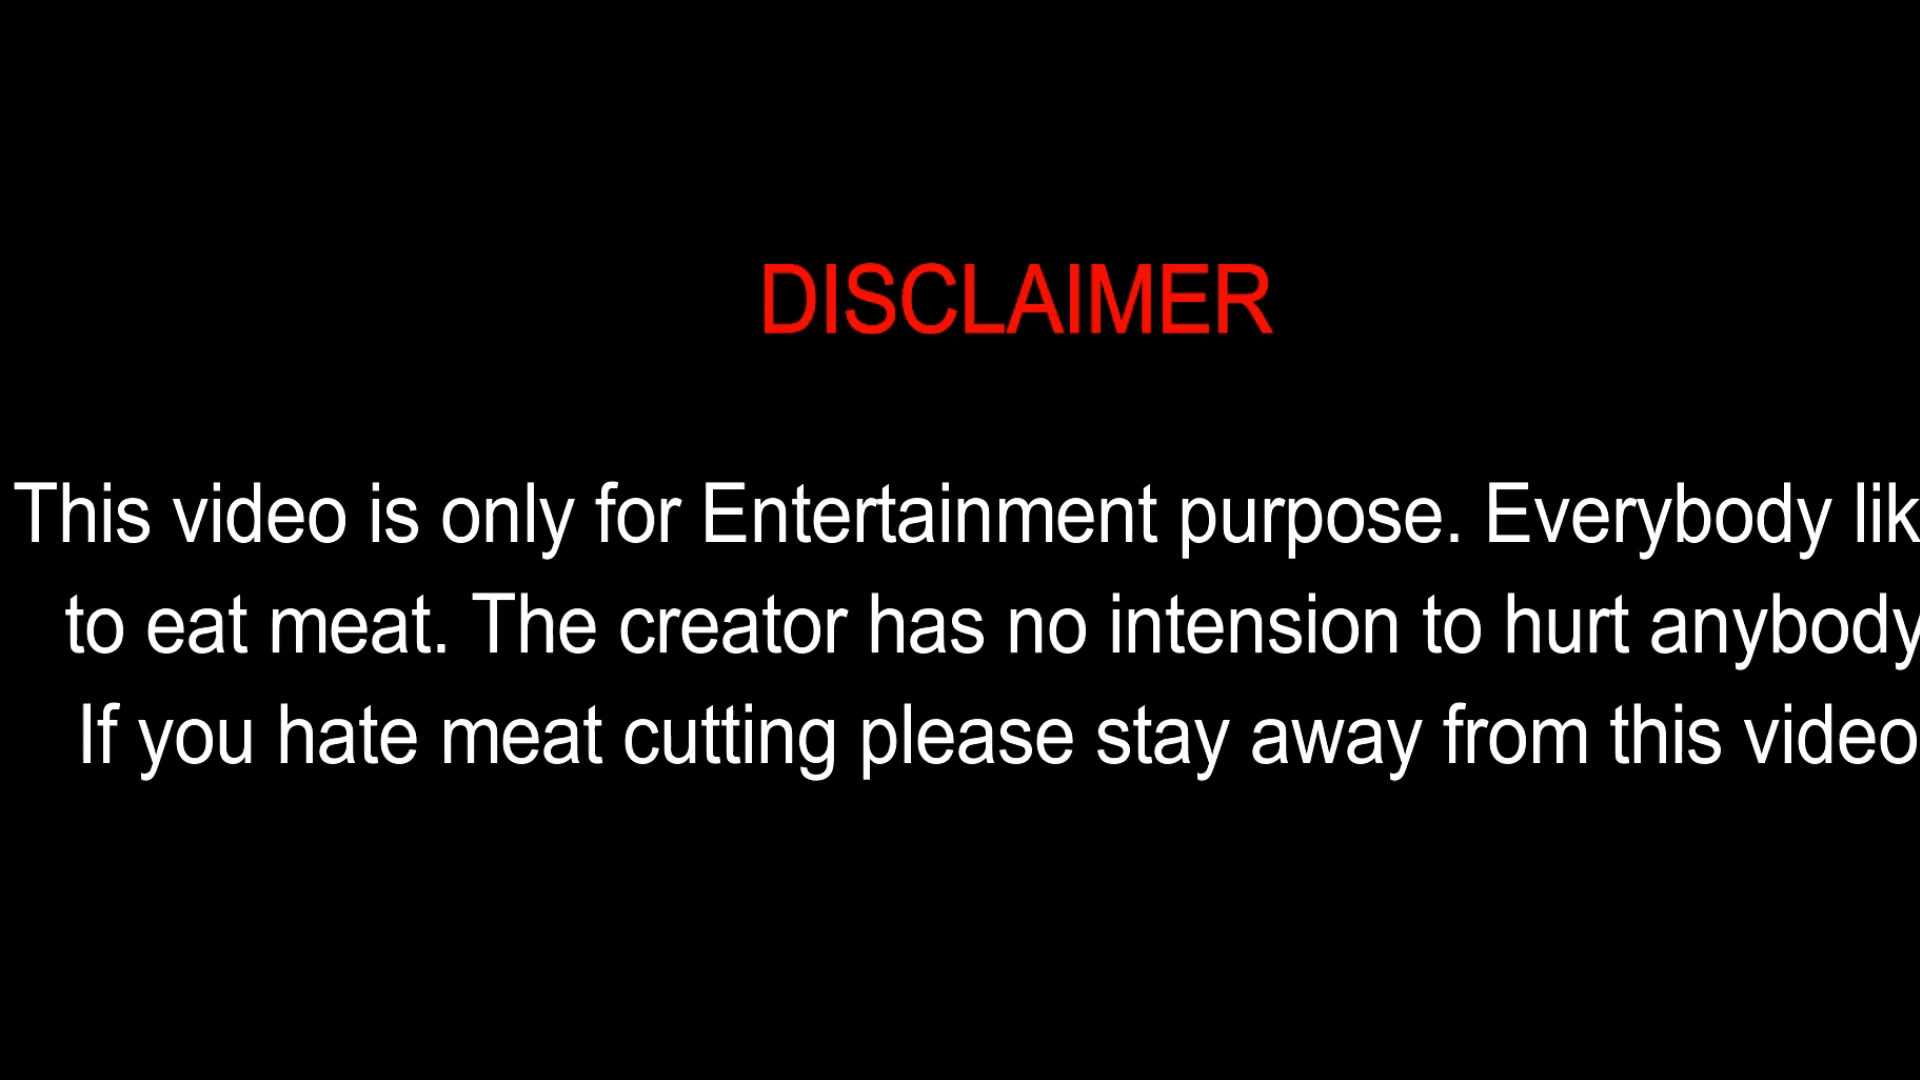 DISCLAIMER
This video is only for Entertainment purpose. Everybody lik
to eat meat. The creator has no intension to hurt anybody
If you hate meat cutting please stay away from this video